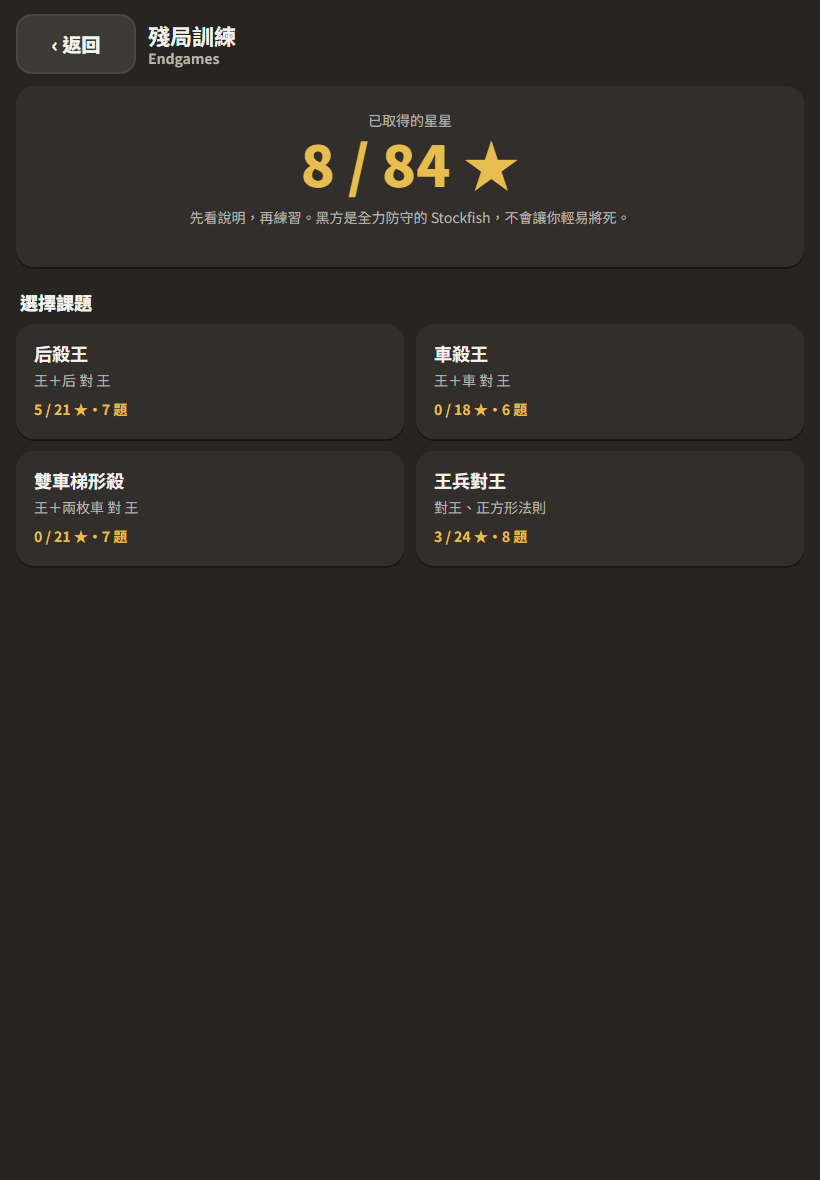 ‹ 返回
殘局訓練
Endgames
已取得的星星
8 / 84 ★
先看說明，再練習。黑方是全力防守的 Stockfish，不會讓你輕易將死。
選擇課題
后殺王
王＋后 對 王
5 / 21 ★ · 7 題
車殺王
王＋車 對 王
0 / 18 ★ · 6 題
雙車梯形殺
王＋兩枚車 對 王
0 / 21 ★ · 7 題
王兵對王
對王、正方形法則
3 / 24 ★ · 8 題